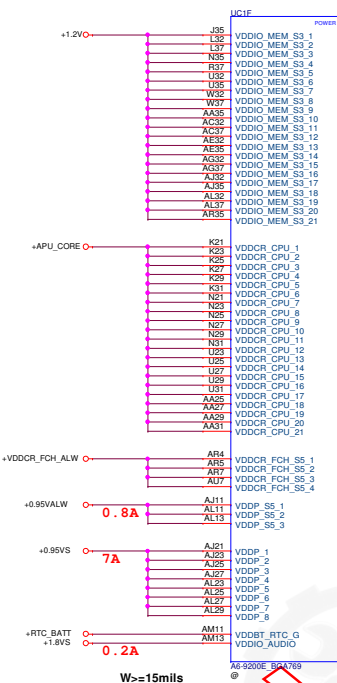 UC1F
POWER
+1.2V
J35 VDDIO_MEM_S3_1
L32 VDDIO_MEM_S3_2
L37 VDDIO_MEM_S3_3
N35 VDDIO_MEM_S3_4
R37 VDDIO_MEM_S3_5
U32 VDDIO_MEM_S3_6
U35 VDDIO_MEM_S3_7
W32 VDDIO_MEM_S3_8
W37 VDDIO_MEM_S3_9
AA35 VDDIO_MEM_S3_10
AC32 VDDIO_MEM_S3_11
AC37 VDDIO_MEM_S3_12
AE32 VDDIO_MEM_S3_13
AE35 VDDIO_MEM_S3_14
AG32 VDDIO_MEM_S3_15
AG37 VDDIO_MEM_S3_16
AJ32 VDDIO_MEM_S3_17
AJ35 VDDIO_MEM_S3_18
AL32 VDDIO_MEM_S3_19
AL37 VDDIO_MEM_S3_20
AR35 VDDIO_MEM_S3_21
+APU_CORE
K21 VDDCR_CPU_1
K23 VDDCR_CPU_2
K25 VDDCR_CPU_3
K27 VDDCR_CPU_4
K29 VDDCR_CPU_5
K31 VDDCR_CPU_6
N21 VDDCR_CPU_7
N23 VDDCR_CPU_8
N25 VDDCR_CPU_9
N27 VDDCR_CPU_10
N29 VDDCR_CPU_11
N31 VDDCR_CPU_12
U23 VDDCR_CPU_13
U25 VDDCR_CPU_14
U27 VDDCR_CPU_15
U29 VDDCR_CPU_16
U31 VDDCR_CPU_17
AA25 VDDCR_CPU_18
AA27 VDDCR_CPU_19
AA29 VDDCR_CPU_20
AA31 VDDCR_CPU_21
+VDDCR_FCH_ALW
AR4 VDDCR_FCH_S5_1
AR5 VDDCR_FCH_S5_2
AR7 VDDCR_FCH_S5_3
AU7 VDDCR_FCH_S5_4
+0.95VALW
0.8A
AJ11 VDDP_S5_1
AL11 VDDP_S5_2
AL13 VDDP_S5_3
+0.95VS
7A
AJ21 VDDP_1
AJ23 VDDP_2
AJ25 VDDP_3
AJ27 VDDP_4
AL23 VDDP_5
AL25 VDDP_6
AL27 VDDP_7
AL29 VDDP_8
+RTC_BATT AM11 VDDBT_RTC_G
+1.8VS AM13 VDDIO_AUDIO
0.2A
A6-9200E_BGA769
W>=15mils
@